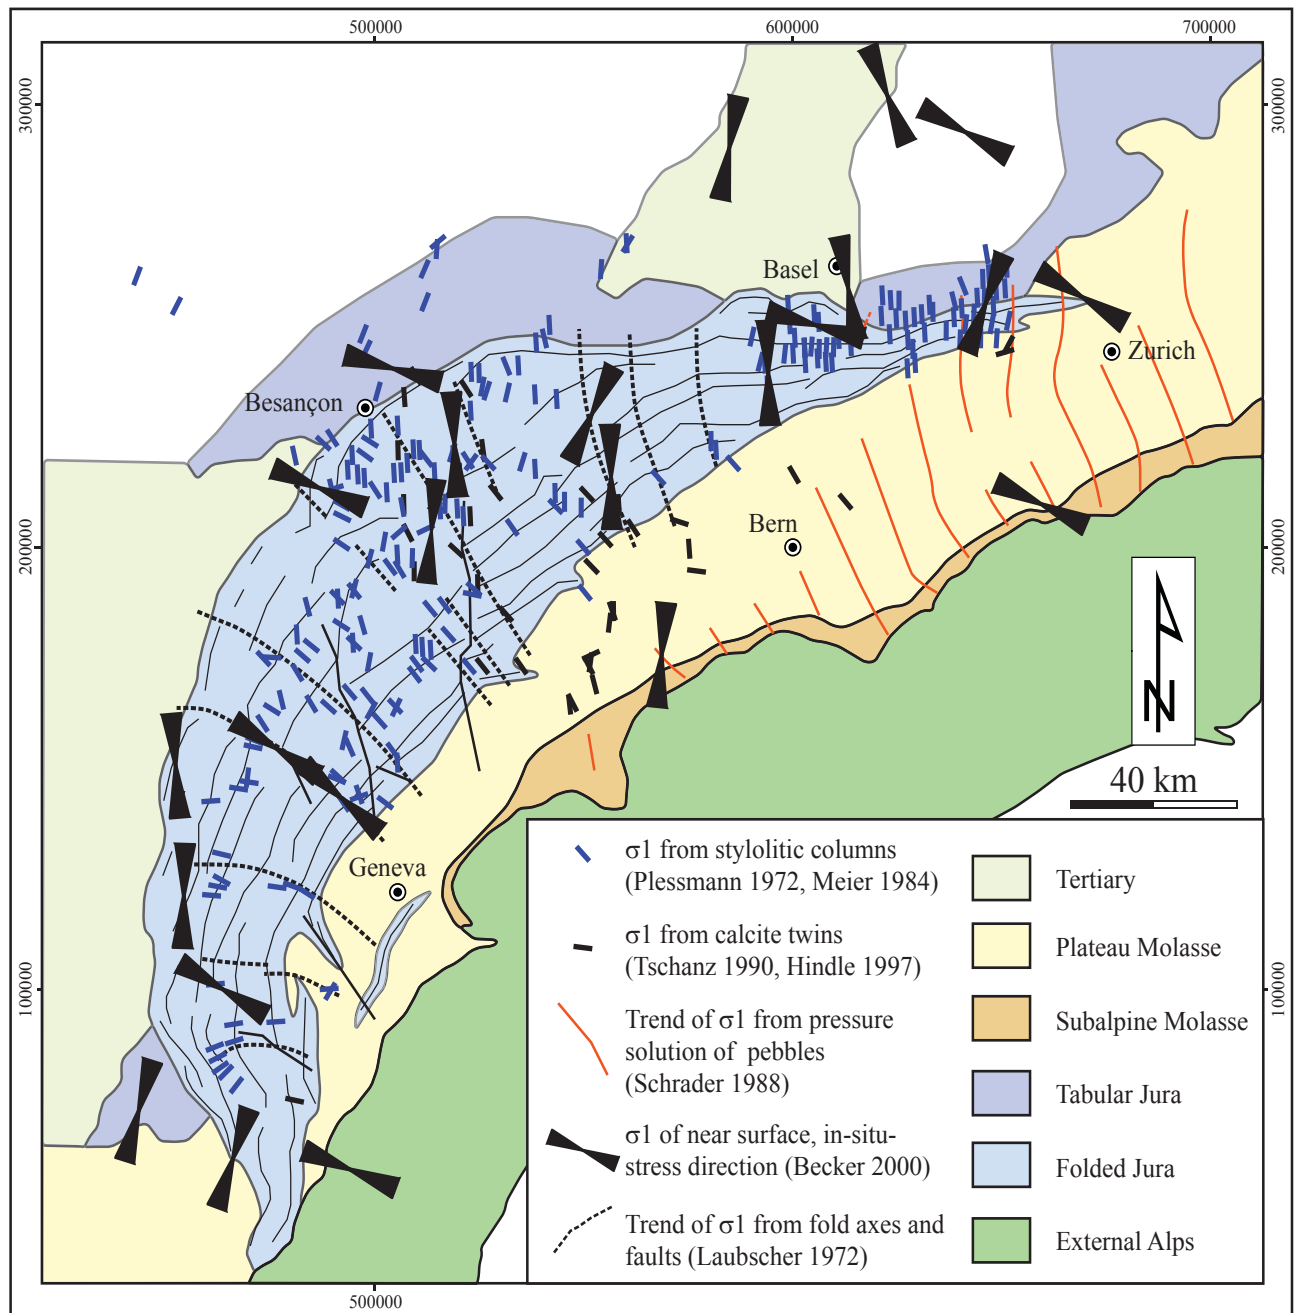 500000
600000
700000
300000
300000
Basel
Zurich
Besançon
Bern
200000
200000
N
40 km
Geneva
100000
100000
σ1 from stylolitic columns
(Plessmann 1972, Meier 1984)
σ1 from calcite twins
(Tschanz 1990, Hindle 1997)
Trend of σ1 from pressure
solution of pebbles
(Schrader 1988)
σ1 of near surface, in-situ-
stress direction (Becker 2000)
Trend of σ1 from fold axes and
faults (Laubscher 1972)
Tertiary
Plateau Molasse
Subalpine Molasse
Tabular Jura
Folded Jura
External Alps
500000